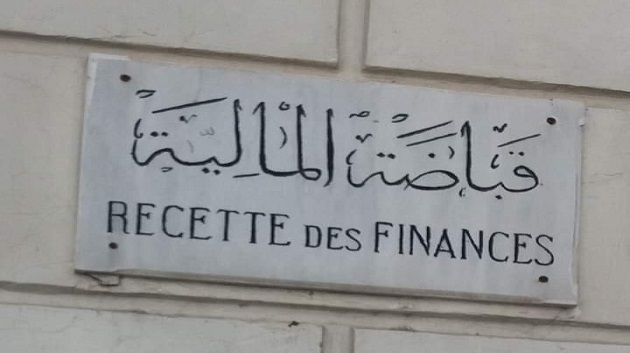 قباضة المالية
RECETTE DES FINANCES